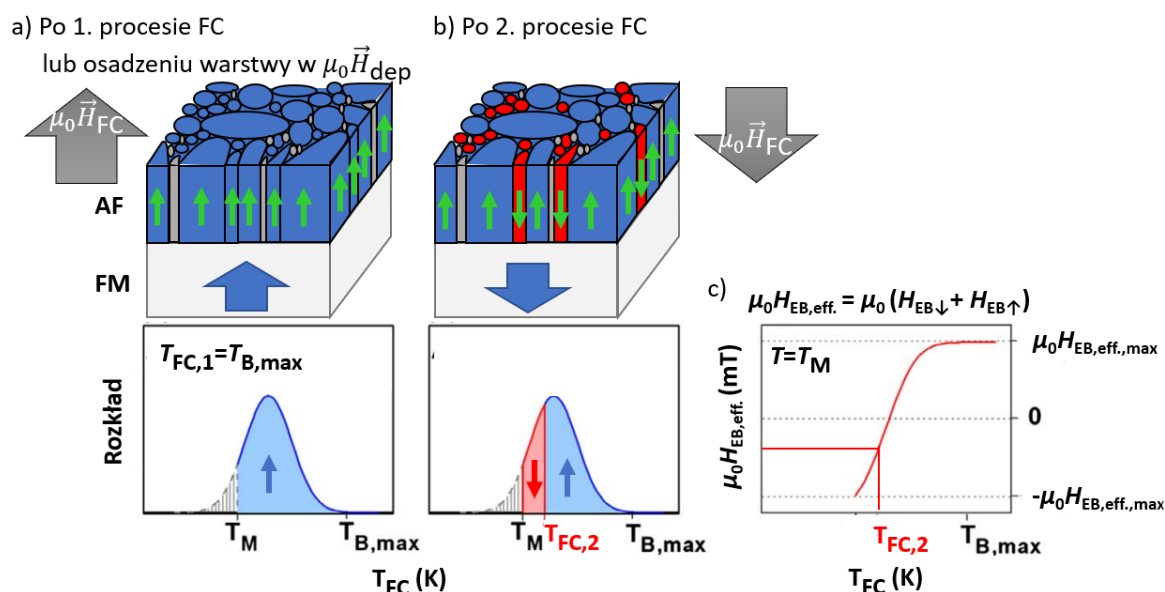 a) Po 1. procesie FC
lub osadzeniu warstwy w μ₀H⃗dep
μ₀H⃗FC
AF
FM
b) Po 2. procesie FC
μ₀H⃗FC
TFC,1=TB,max
Rozkład
TM
TB,max
TM
TFC,2
TB,max
TFC (K)
c)
μ₀HEB,eff. = μ₀ (HEB↓ + HEB↑)
T=TM
μ₀HEB,eff. (mT)
μ₀HEB,eff.,max
0
-μ₀HEB,eff.,max
TFC,2
TB,max
TFC (K)